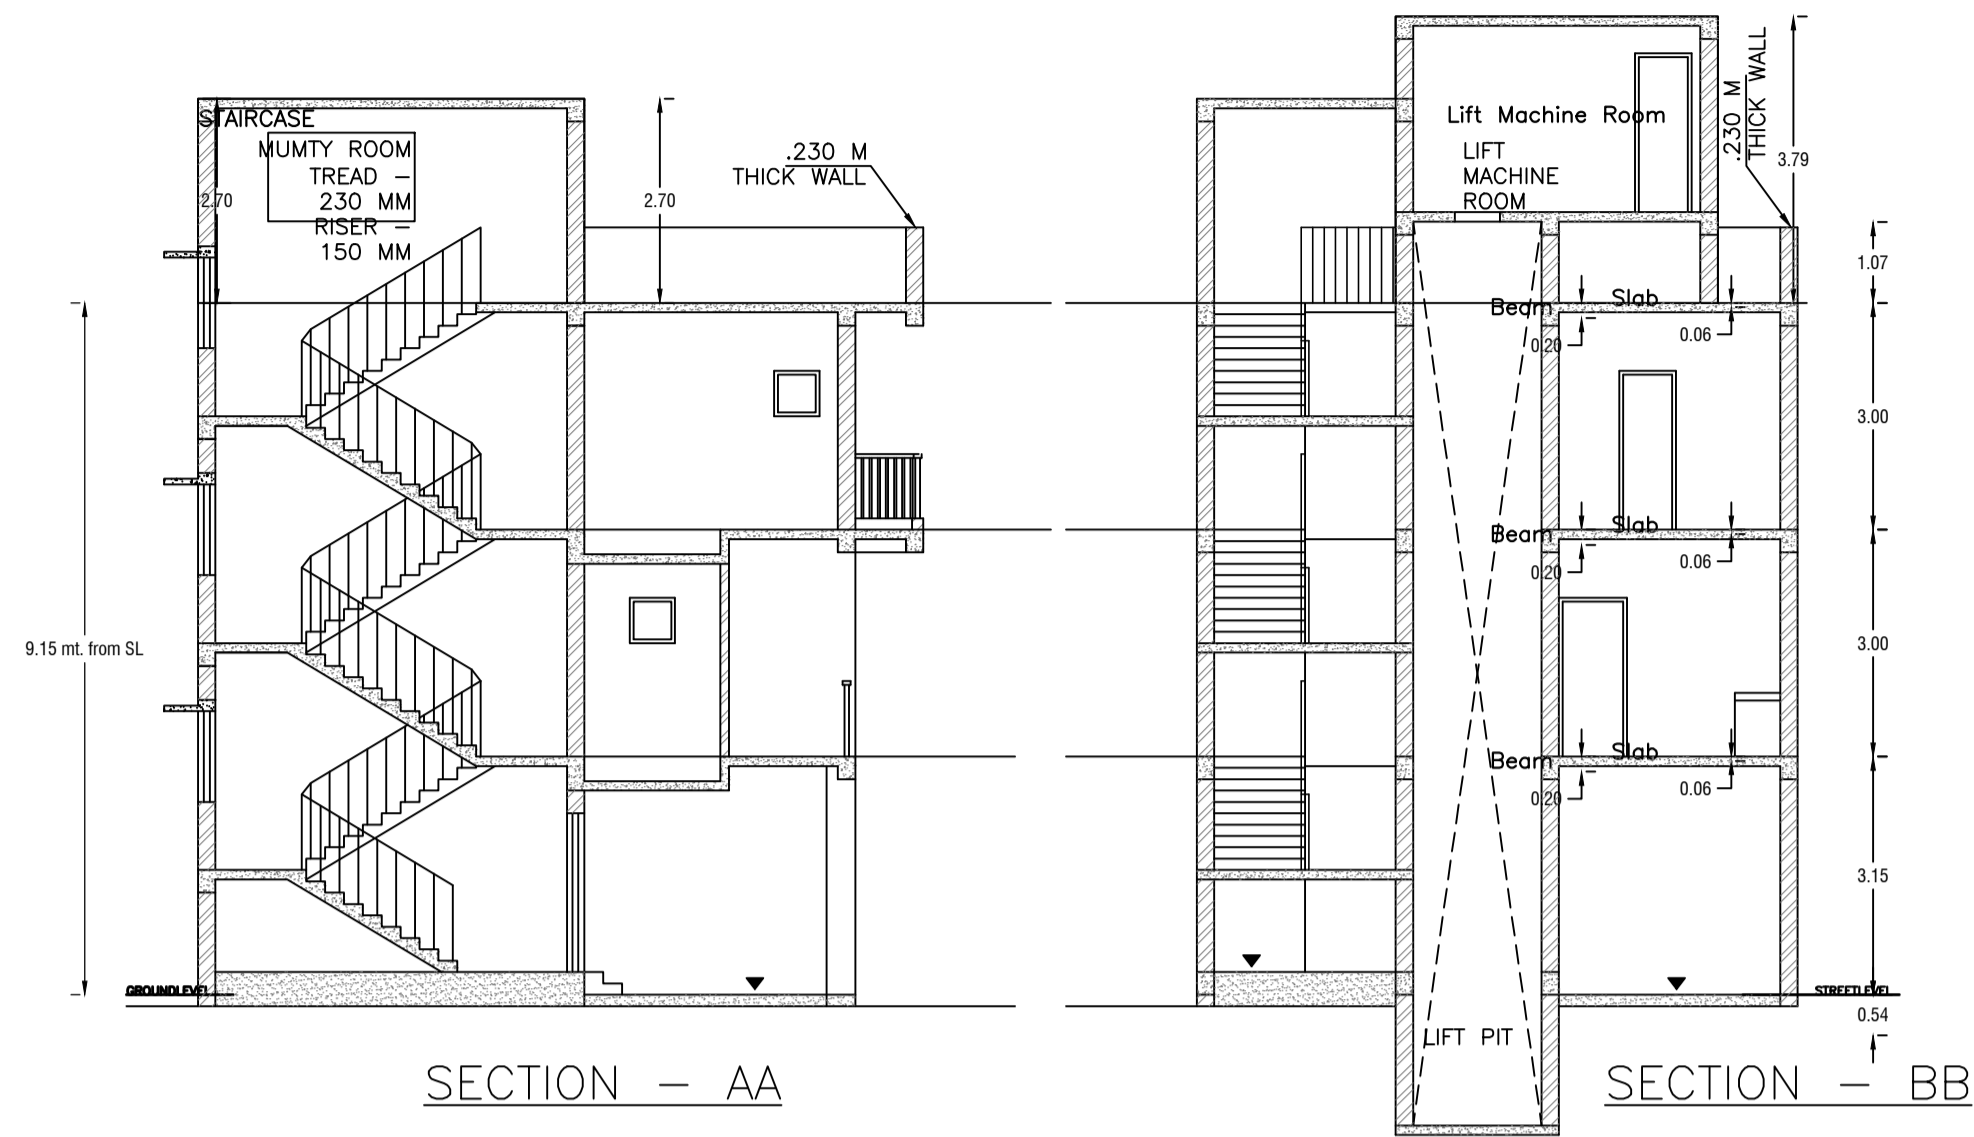 STAIRCASE
MUMTY ROOM
TREAD –
230 MM
RISER –
150 MM
2.70
2.70
.230 M
THICK WALL
9.15 mt. from SL
GROUNDLEVEL
SECTION – AA
Lift Machine Room
LIFT
MACHINE
ROOM
.230 M
THICK WALL
3.79
1.07
Beam
Slab
0.20
0.06
3.00
Beam
Slab
0.20
0.06
3.00
Beam
Slab
0.20
0.06
3.15
STREETLEVEL
0.54
LIFT PIT
SECTION – BB